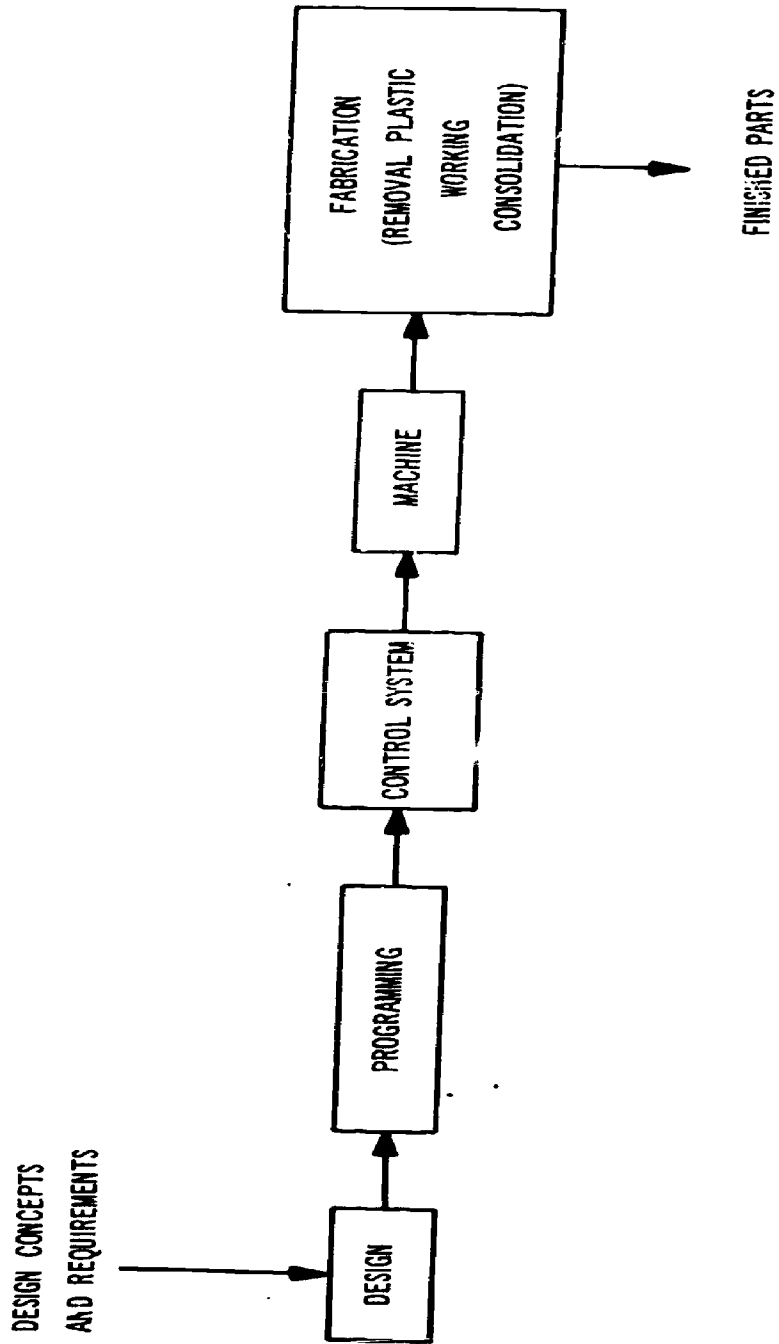 DESIGN CONCEPTS
AND REQUIREMENTS
DESIGN
PROGRAMMING
CONTROL SYSTEM
MACHINE
FABRICATION
(REMOVAL PLASTIC
WORKING
CONSOLIDATION)
FINISHED PARTS